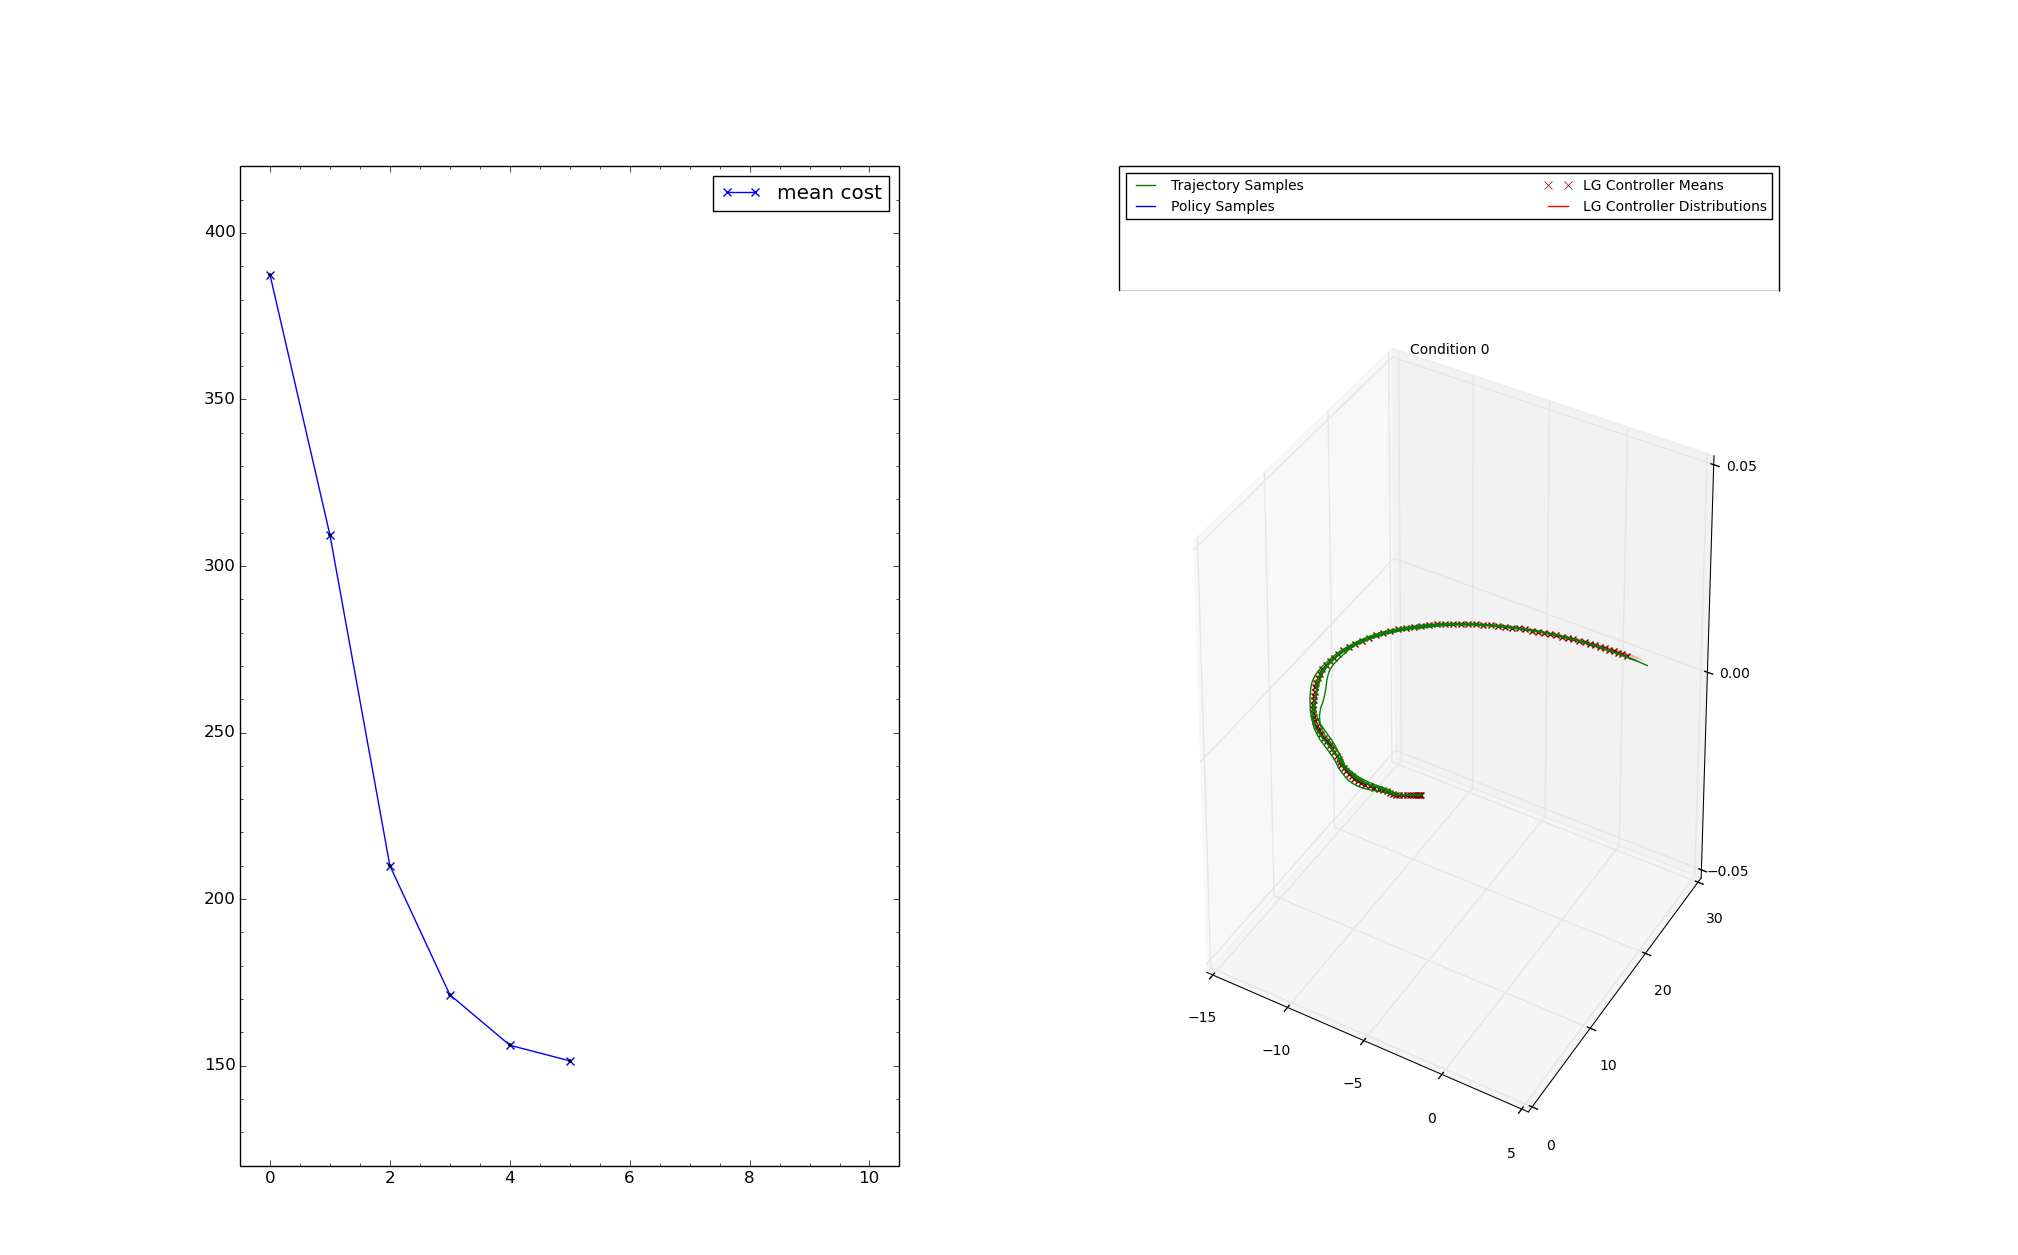 mean cost
400
350
300
250
200
150
0 2 4 6 8 10
Trajectory Samples
Policy Samples
LG Controller Means
LG Controller Distributions
Condition 0
0.05
0.00
−0.05
30
20
10
0
−15
−10
−5
0
5